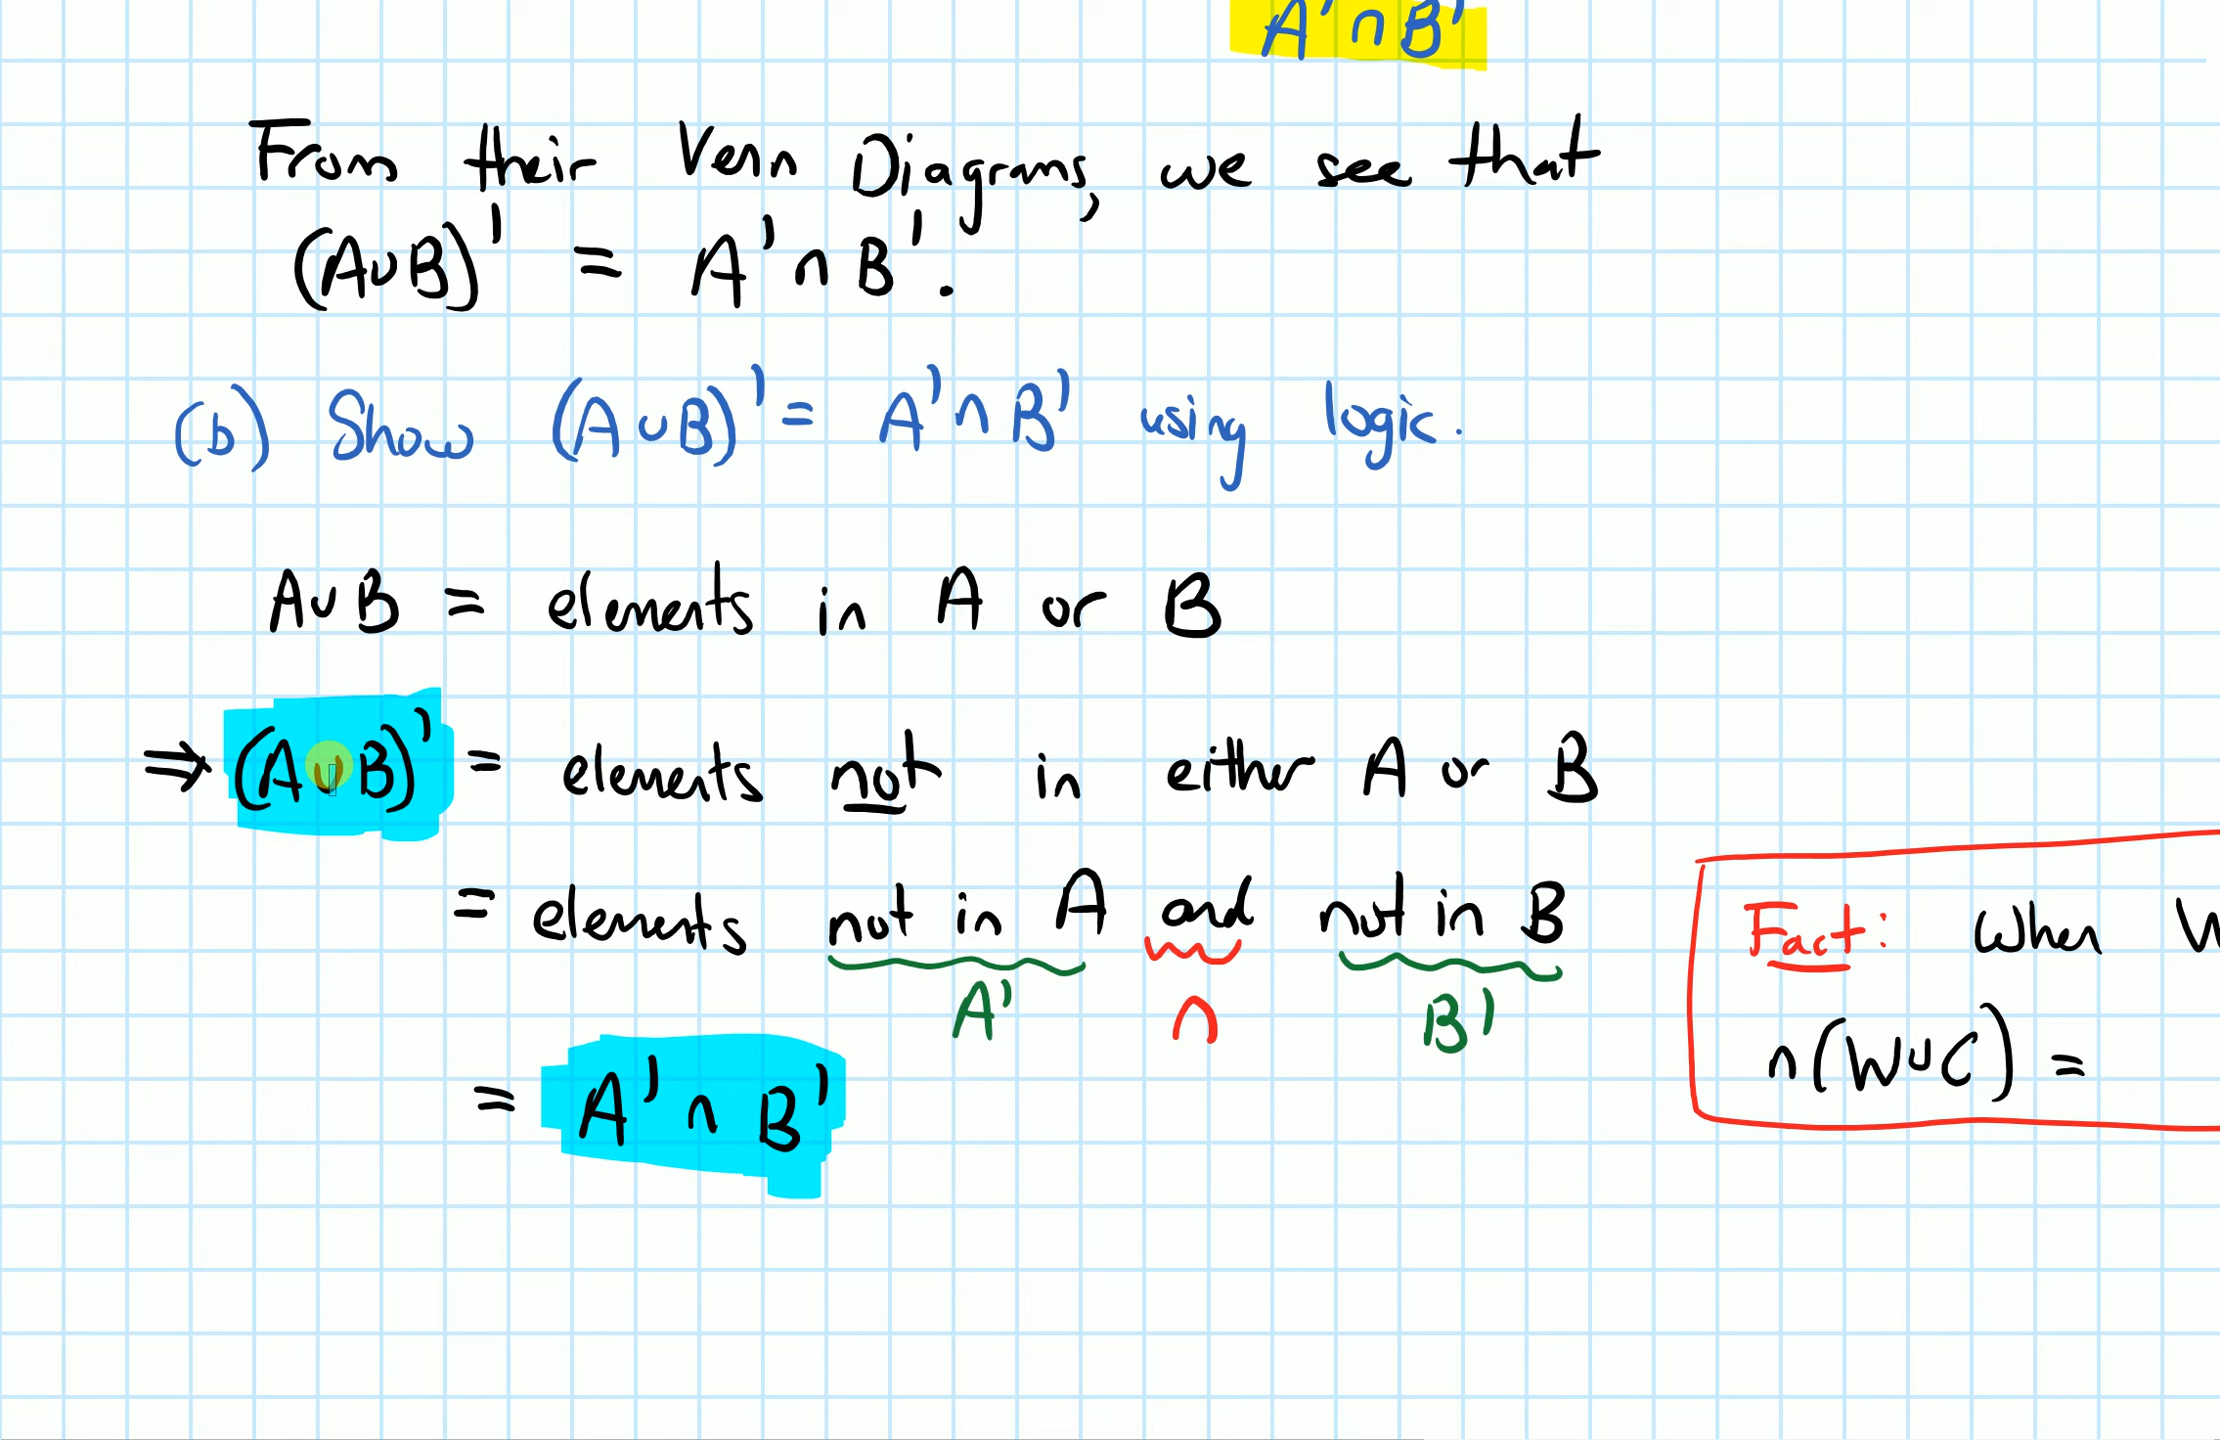 A' ∩ B'
From their Venn Diagrams, we see that
(A∪B)' = A' ∩ B'.
(b) Show (A∪B)' = A' ∩ B' using logic.
A∪B = elements in A or B
⇒ (A∪B)' = elements not in either A or B
= elements not in A and not in B
A' ∩ B'
= A' ∩ B'
Fact: When
n(W∪C) =